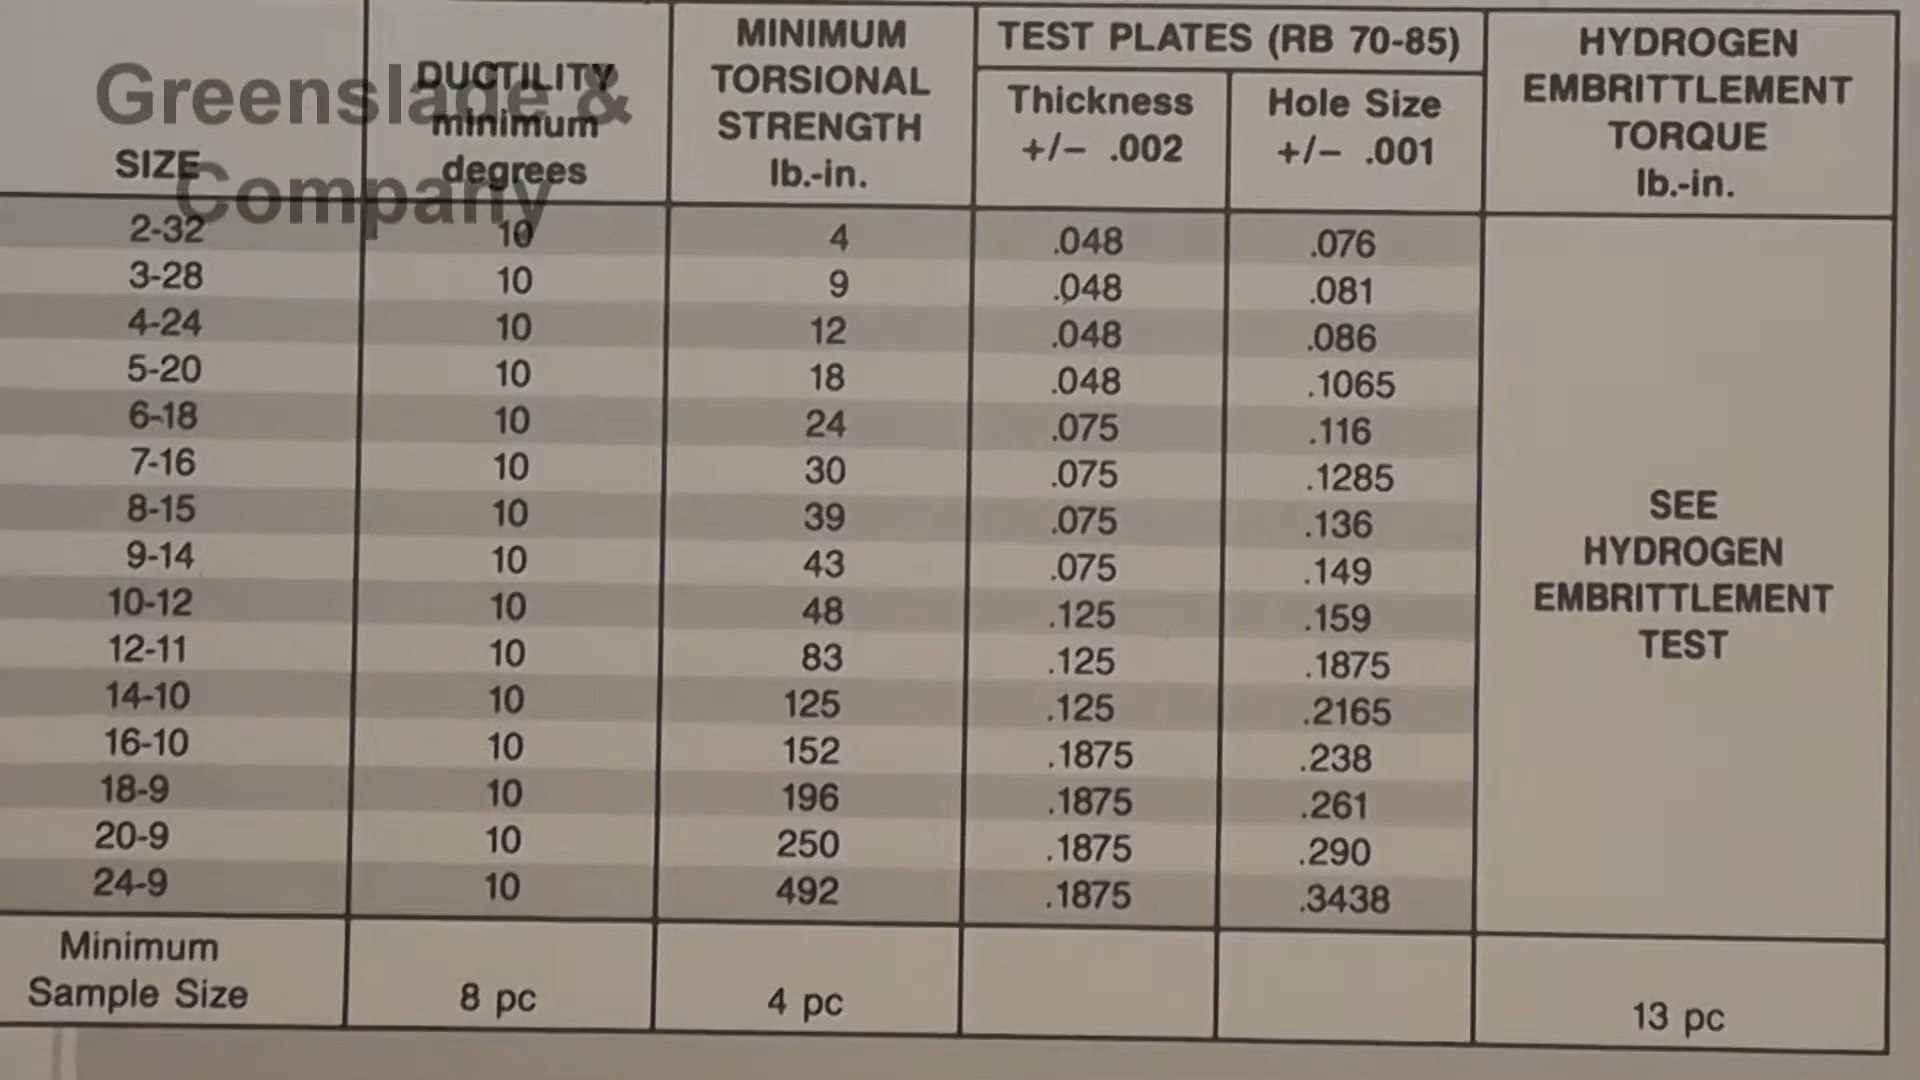 Greenslade &
Company
SIZE DUCTILITY minimum degrees MINIMUM TORSIONAL STRENGTH lb.-in. TEST PLATES (RB 70-85) Thickness +/- .002 Hole Size +/- .001 HYDROGEN EMBRITTLEMENT TORQUE lb.-in.
2-32 10 4 .048 .076
3-28 10 9 .048 .081
4-24 10 12 .048 .086
5-20 10 18 .048 .1065
6-18 10 24 .075 .116
7-16 10 30 .075 .1285
8-15 10 39 .075 .136
9-14 10 43 .075 .149
10-12 10 48 .125 .159
12-11 10 83 .125 .1875
14-10 10 125 .125 .2165
16-10 10 152 .1875 .238
18-9 10 196 .1875 .261
20-9 10 250 .1875 .290
24-9 10 492 .1875 .3438
SEE
HYDROGEN
EMBRITTLEMENT
TEST
Minimum
Sample Size 8 pc 4 pc 13 pc